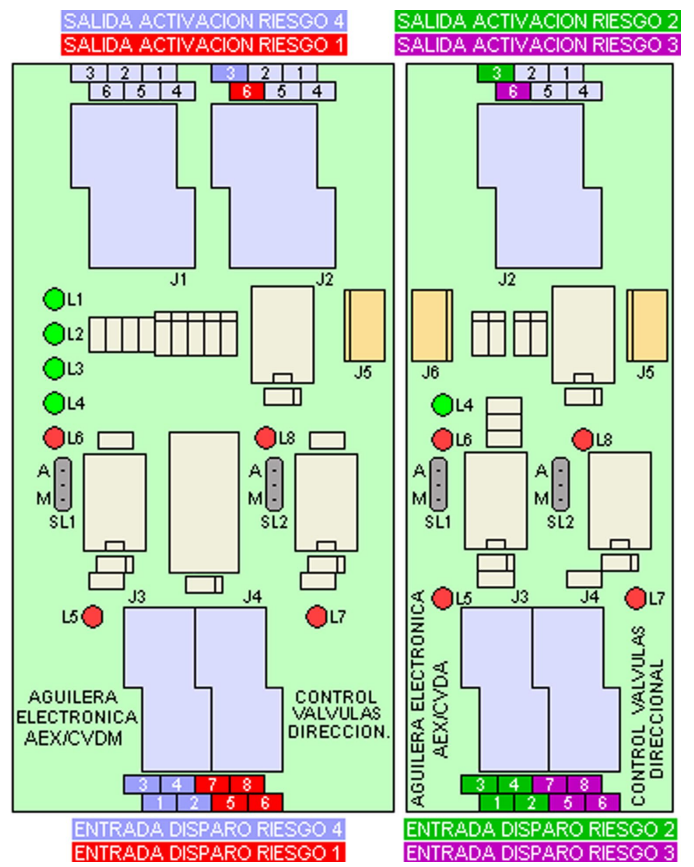 SALIDA ACTIVACION RIESGO 4
SALIDA ACTIVACION RIESGO 1
3 2 1 3 2 1
6 5 4 6 5 4
J1 J2
L1
L2
L3
L4
L6
L8
J5
A
M
SL1
A
M
SL2
J3 J4
L5
L7
AGUILERA
ELECTRONICA
AEX/CVDM
CONTROL
VALVULAS
DIRECCION.
3 4 7 8
1 2 5 6
ENTRADA DISPARO RIESGO 4
ENTRADA DISPARO RIESGO 1
SALIDA ACTIVACION RIESGO 2
SALIDA ACTIVACION RIESGO 3
3 2 1
6 5 4
J2
J6
J5
L4
L6
L8
A
M
SL1
A
M
SL2
L5
J3 J4
L7
AGUILERA ELECTRONICA
AEX/CVDA
CONTROL VALVULAS
DIRECCIONAL
3 4 7 8
1 2 5 6
ENTRADA DISPARO RIESGO 2
ENTRADA DISPARO RIESGO 3